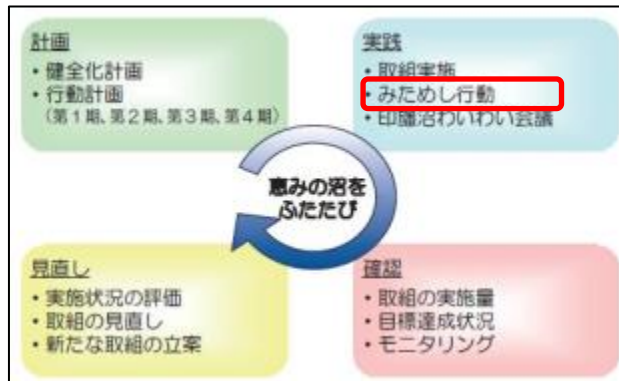 計画
・健全化計画
・行動計画
（第１期、第２期、第３期、第４期）
実践
・取組実施
・みためし行動
・印旛沼わいわい会議
恵みの沼を
ふたたび
見直し
・実施状況の評価
・取組の見直し
・新たな取組の立案
確認
・取組の実施量
・目標達成状況
・モニタリング